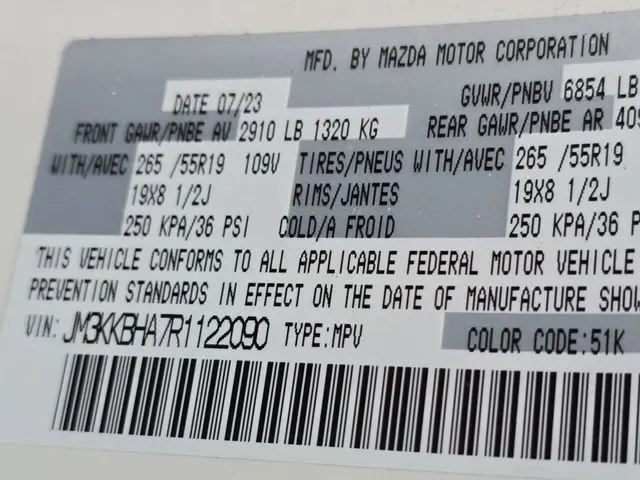 MFD. BY MAZDA MOTOR CORPORATION
DATE 07/23 GVWR/PNBV 6854 LB
FRONT GAWR/PNBE AV 2910 LB 1320 KG REAR GAWR/PNBE AR 409
WITH/AVEC 265 /55R19 109V TIRES/PNEUS WITH/AVEC 265 /55R19
19X8 1/2J RIMS/JANTES 19X8 1/2J
250 KPA/36 PSI COLD/A FROID 250 KPA/36 P
THIS VEHICLE CONFORMS TO ALL APPLICABLE FEDERAL MOTOR VEHICLE
PREVENTION STANDARDS IN EFFECT ON THE DATE OF MANUFACTURE SHOW
VIN: JM3KKBHA7R1122090 TYPE:MPV COLOR CODE:51K